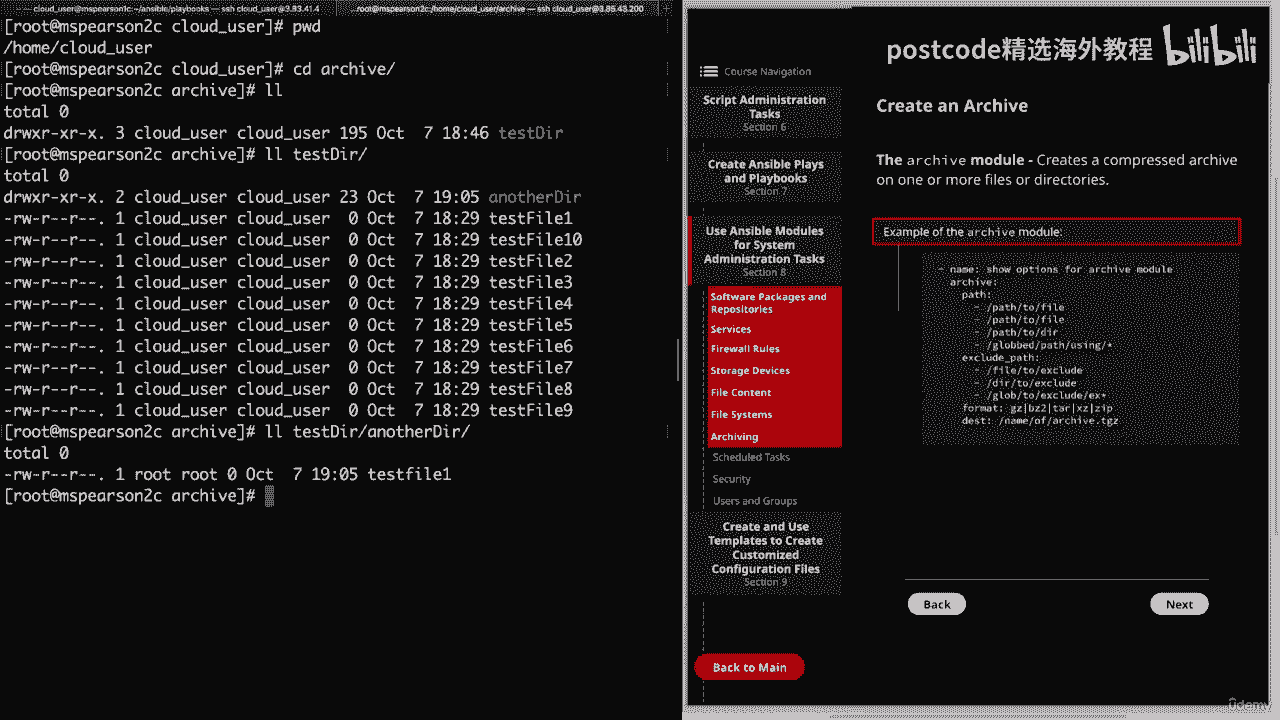 — cloud_user@mspearson1c:~/ansible/playbooks — ssh cloud_user@3.83.41.4
root@mspearson2c:/home/cloud_user/archive — ssh cloud_user@3.85.43.200
[root@mspearson2c cloud_user]# pwd
/home/cloud_user
[root@mspearson2c cloud_user]# cd archive/
[root@mspearson2c archive]# ll
total 0
drwxr-xr-x. 3 cloud_user cloud_user 195 Oct  7 18:46 testDir
[root@mspearson2c archive]# ll testDir/
total 0
drwxr-xr-x. 2 cloud_user cloud_user 23 Oct  7 19:05 anotherDir
-rw-r--r--. 1 cloud_user cloud_user  0 Oct  7 18:29 testFile1
-rw-r--r--. 1 cloud_user cloud_user  0 Oct  7 18:29 testFile10
-rw-r--r--. 1 cloud_user cloud_user  0 Oct  7 18:29 testFile2
-rw-r--r--. 1 cloud_user cloud_user  0 Oct  7 18:29 testFile3
-rw-r--r--. 1 cloud_user cloud_user  0 Oct  7 18:29 testFile4
-rw-r--r--. 1 cloud_user cloud_user  0 Oct  7 18:29 testFile5
-rw-r--r--. 1 cloud_user cloud_user  0 Oct  7 18:29 testFile6
-rw-r--r--. 1 cloud_user cloud_user  0 Oct  7 18:29 testFile7
-rw-r--r--. 1 cloud_user cloud_user  0 Oct  7 18:29 testFile8
-rw-r--r--. 1 cloud_user cloud_user  0 Oct  7 18:29 testFile9
[root@mspearson2c archive]# ll testDir/anotherDir/
total 0
-rw-r--r--. 1 root root 0 Oct  7 19:05 testfile1
[root@mspearson2c archive]#
postcode精选海外教程 bilibili
Course Navigation
Script Administration
Tasks
Section 6
Create Ansible Plays
and Playbooks
Section 7
Use Ansible Modules
for System
Administration Tasks
Section 8
Software Packages and
Repositories
Services
Firewall Rules
Storage Devices
File Content
File Systems
Archiving
Scheduled Tasks
Security
Users and Groups
Create and Use
Templates to Create
Customized
Configuration Files
Section 9
Back to Main
Create an Archive
The archive module - Creates a compressed archive
on one or more files or directories.
Example of the archive module:
- name: show options for archive module
archive:
path:
- /path/to/file
- /path/to/file
- /path/to/dir
- /globbed/path/using/*
exclude_path:
- /file/to/exclude
- /dir/to/exclude
- /glob/to/exclude/ex*
format: gz|bz2|tar|xz|zip
dest: /name/of/archive.tgz
Back
Next
ûdemy